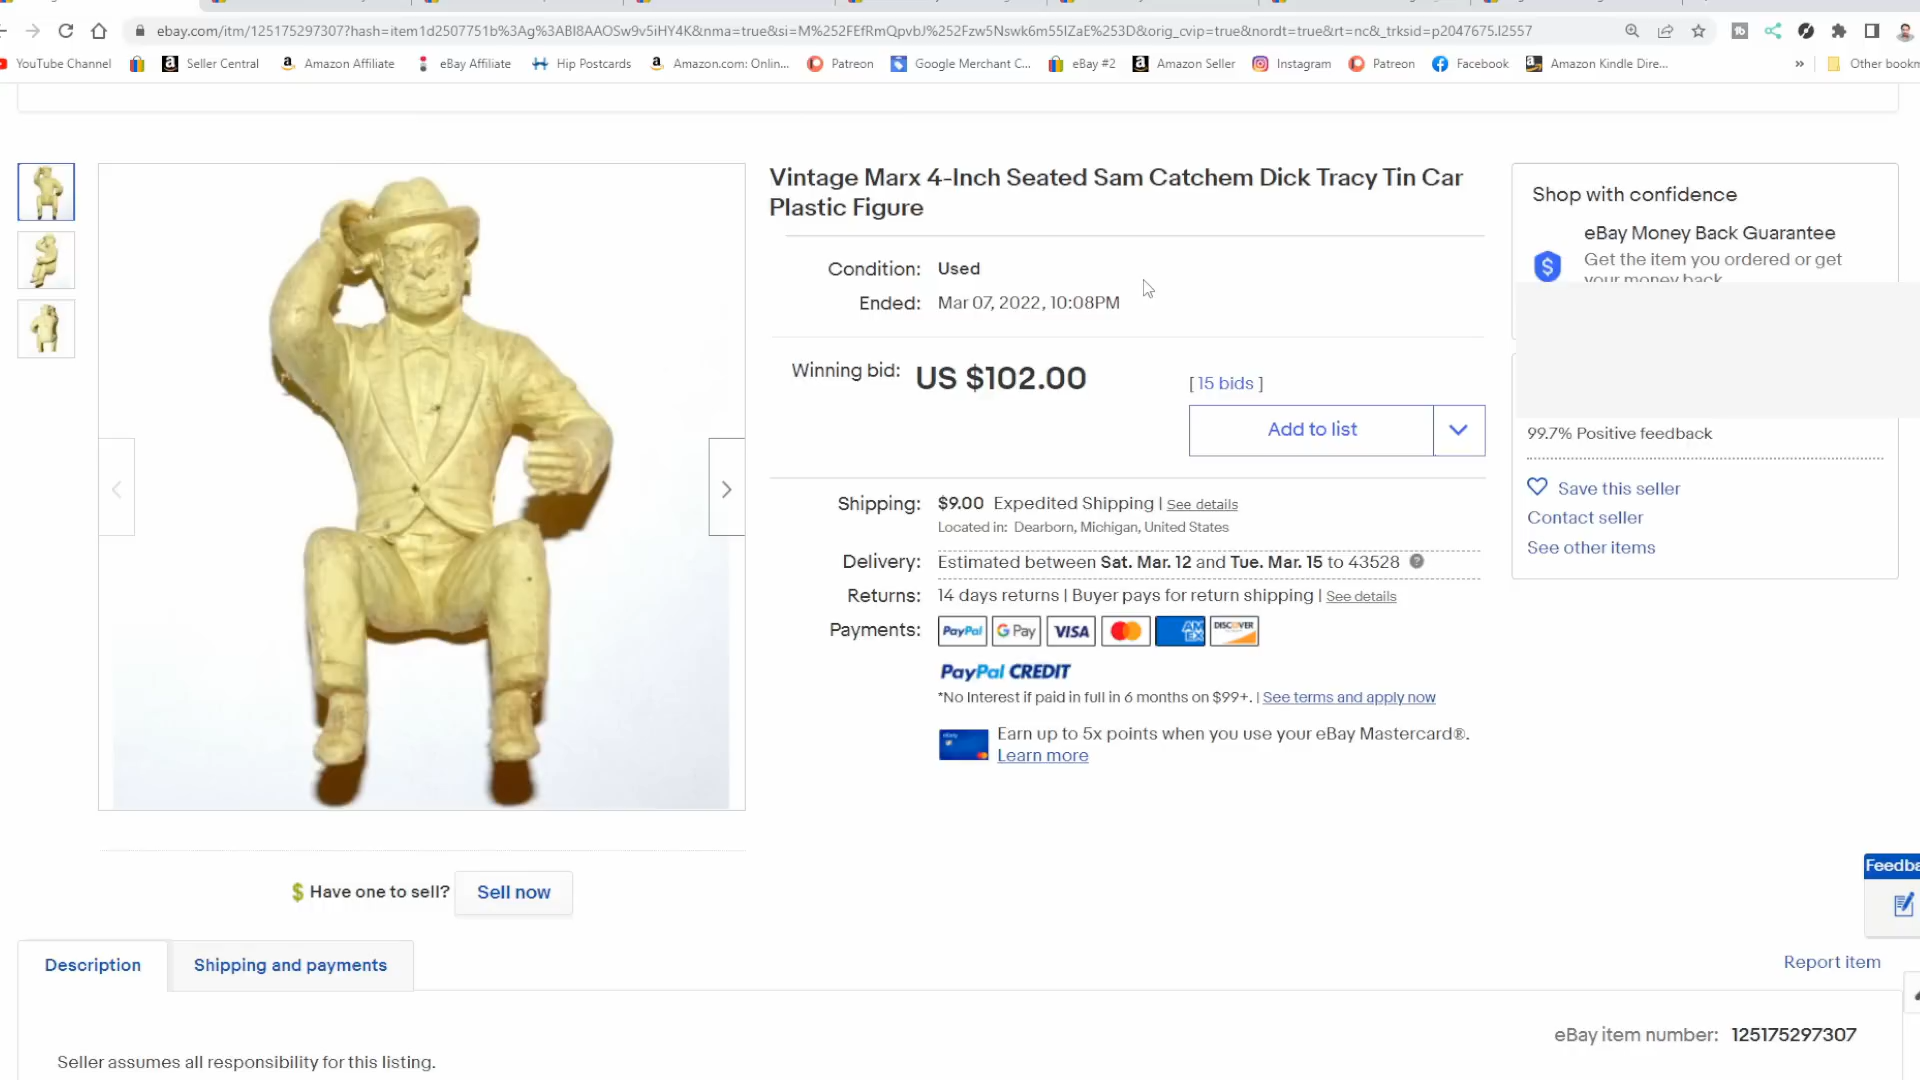 ebay.com/itm/125175297307?hash=item1d2507751b%3Ag%3ABl8AAOSw9v5iHY4K&nma=true&si=M%252FEfRmQpvbJ%252Fzw5Nswk6m55IZaE%253D&orig_cvip=true&nordt=true&rt=nc&_trksid=p2047675.l2557
YouTube Channel
Seller Central
Amazon Affiliate
eBay Affiliate
Hip Postcards
Amazon.com: Onlin...
Patreon
Google Merchant C...
eBay #2
Amazon Seller
Instagram
Patreon
Facebook
Amazon Kindle Dire...
»
Other bookm
Vintage Marx 4-Inch Seated Sam Catchem Dick Tracy Tin Car
Plastic Figure
Condition: Used
Ended: Mar 07, 2022, 10:08PM
Winning bid: US $102.00
[ 15 bids ]
Add to list
Shipping: $9.00 Expedited Shipping | See details
Located in: Dearborn, Michigan, United States
Delivery: Estimated between Sat. Mar. 12 and Tue. Mar. 15 to 43528
Returns: 14 days returns | Buyer pays for return shipping | See details
Payments: PayPal G Pay VISA AMEX DISCOVER
PayPal CREDIT
*No Interest if paid in full in 6 months on $99+. | See terms and apply now
Earn up to 5x points when you use your eBay Mastercard®.
Learn more
Shop with confidence
eBay Money Back Guarantee
Get the item you ordered or get
your money back
99.7% Positive feedback
Save this seller
Contact seller
See other items
$ Have one to sell? Sell now
Feedba
Description
Shipping and payments
Report item
eBay item number: 125175297307
Seller assumes all responsibility for this listing.